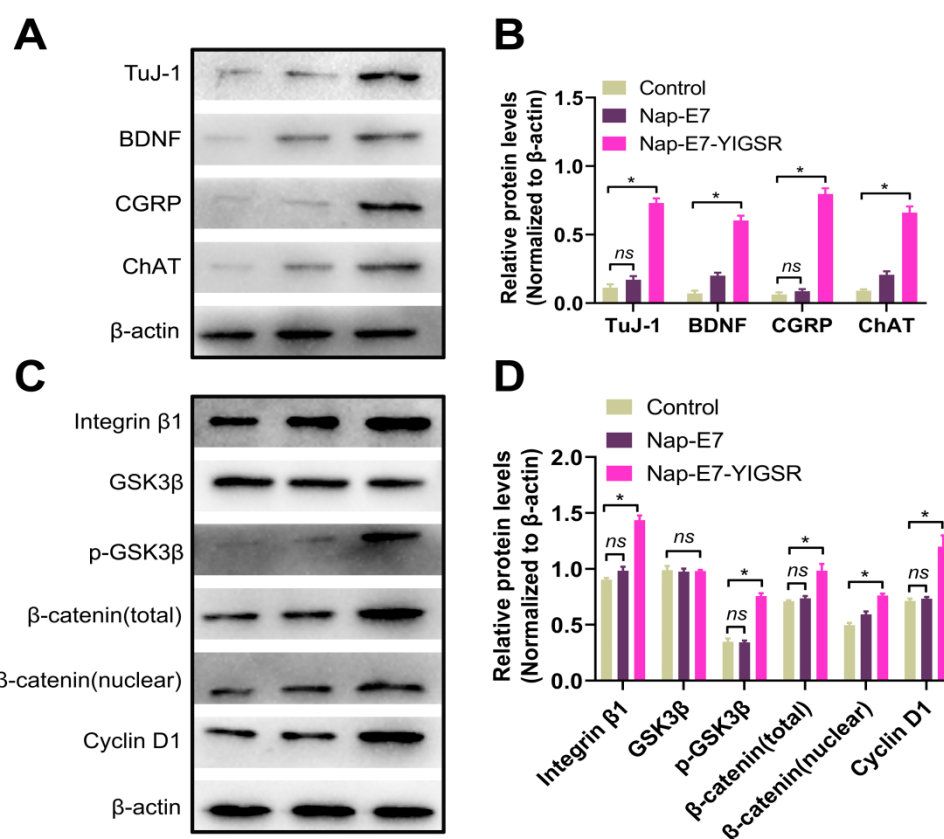 A
TuJ-1
BDNF
CGRP
ChAT
β-actin
B
Control
Nap-E7
Nap-E7-YIGSR
Relative protein levels
(Normalized to β-actin)
1.5
1.0
0.5
0.0
*
ns
*
*
ns
*
TuJ-1 BDNF CGRP ChAT
C
Integrin β1
GSK3β
p-GSK3β
β-catenin(total)
β-catenin(nuclear)
Cyclin D1
β-actin
D
Control
Nap-E7
Nap-E7-YIGSR
Relative protein levels
(Normalized to β-actin)
2.0
1.5
1.0
0.5
0.0
*
ns
ns
*
ns
*
ns
*
*
ns
Integrin β1
GSK3β
p-GSK3β
β-catenin(total)
β-catenin(nuclear)
Cyclin D1